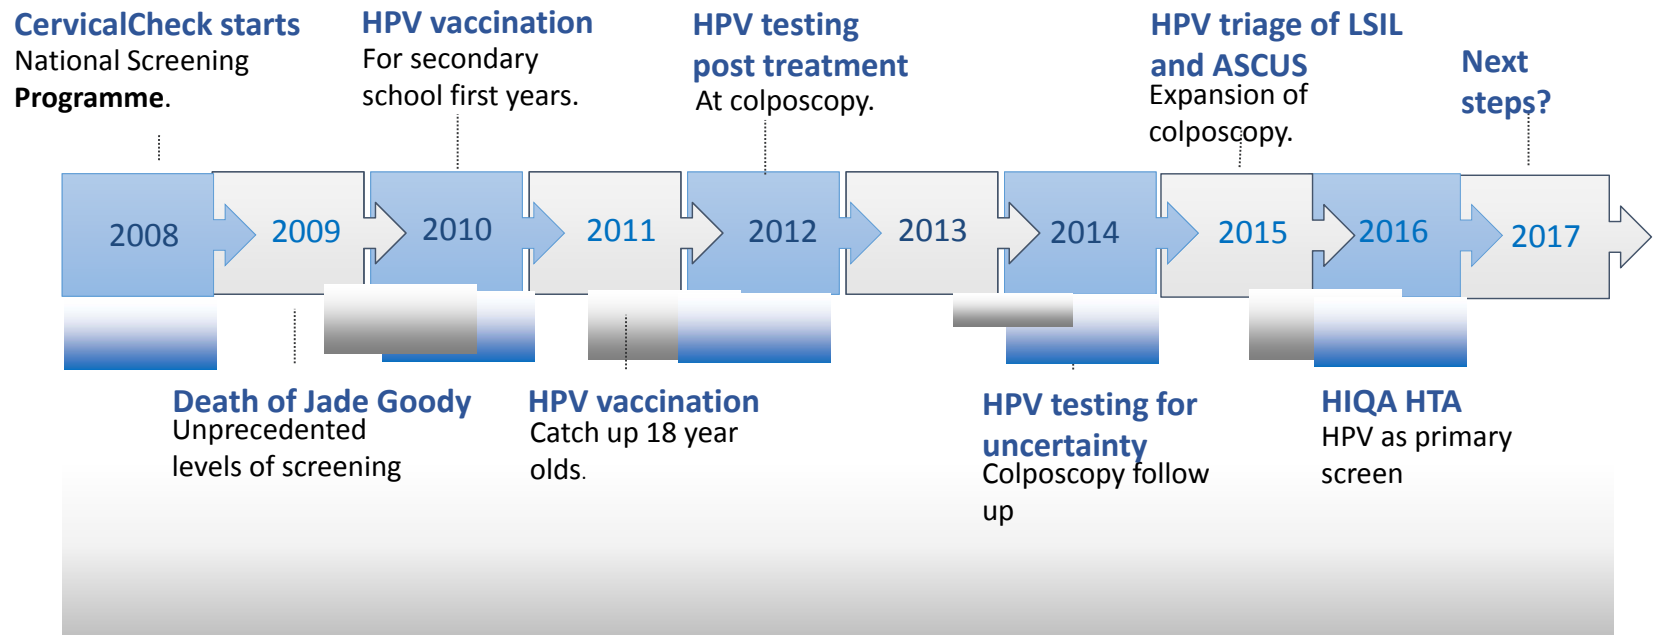 CervicalCheck starts
National Screening
Programme.
HPV vaccination
For secondary
school first years.
HPV testing
post treatment
At colposcopy.
HPV triage of LSIL
and ASCUS
Expansion of
colposcopy.
Next
steps?
2008
2009
2010
2011
2012
2013
2014
2015
2016
2017
Death of Jade Goody
Unprecedented
levels of screening
HPV vaccination
Catch up 18 year
olds.
HPV testing for
uncertainty
Colposcopy follow
up
HIQA HTA
HPV as primary
screen